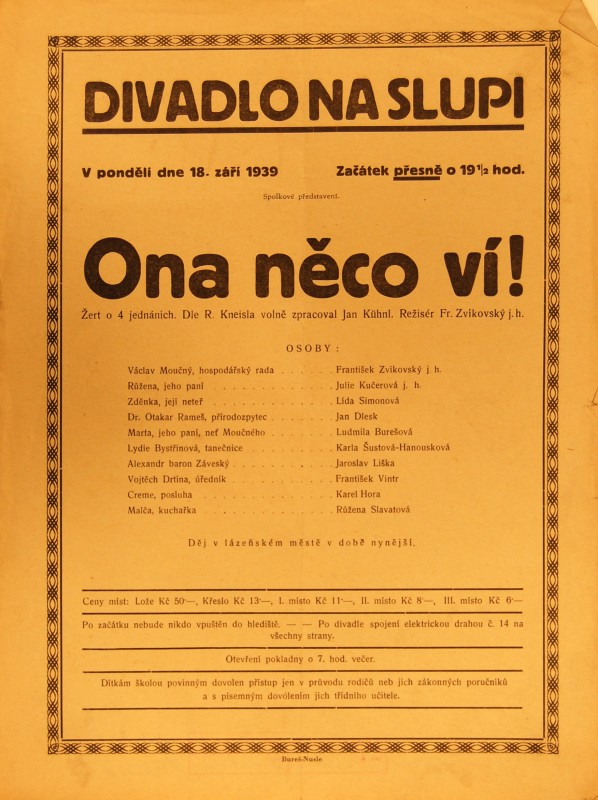 DIVADLO NA SLUPI
V pondělí dne 18. září 1939 Začátek přesně o 19 1/2 hod.
Spolkové představení.
Ona něco ví!
Žert o 4 jednáních. Dle R. Kneisla volně zpracoval Jan Kühnl. Režisér Fr. Zvíkovský j. h.
OSOBY:
Václav Moučný, hospodářský rada . . . . . . František Zvíkovský j. h.
Růžena, jeho paní . . . . . . . . . . . . Julie Kučerová j. h.
Zděnka, její neteř . . . . . . . . . . . . Lída Simonová
Dr. Otakar Rameš, přírodozpytec . . . . . . Jan Dlesk
Marta, jeho paní, neť Moučného . . . . . . Ludmila Burešová
Lydie Bystřinová, tanečnice . . . . . . . . Karla Šustová-Hanousková
Alexandr baron Záveský . . . . . . . . . . Jaroslav Liška
Vojtěch Drtina, úředník . . . . . . . . . . František Vintr
Creme, posluha . . . . . . . . . . . . . Karel Hora
Malča, kuchařka . . . . . . . . . . . . . Růžena Slavatová
Děj v lázeňském městě v době nynější.
Ceny míst: Lože Kč 50·—, Křeslo Kč 13·—, I. místo Kč 11·—, II. místo Kč 8·—, III. místo Kč 6·—
Po začátku nebude nikdo vpuštěn do hlediště. — — Po divadle spojení elektrickou drahou č. 14 na
všechny strany.
Otevření pokladny o 7. hod. večer.
Dítkám školou povinným dovolen přístup jen v průvodu rodičů neb jich zákonných poručníků
a s písemným dovolením jich třídního učitele.
Bureš-Nusle